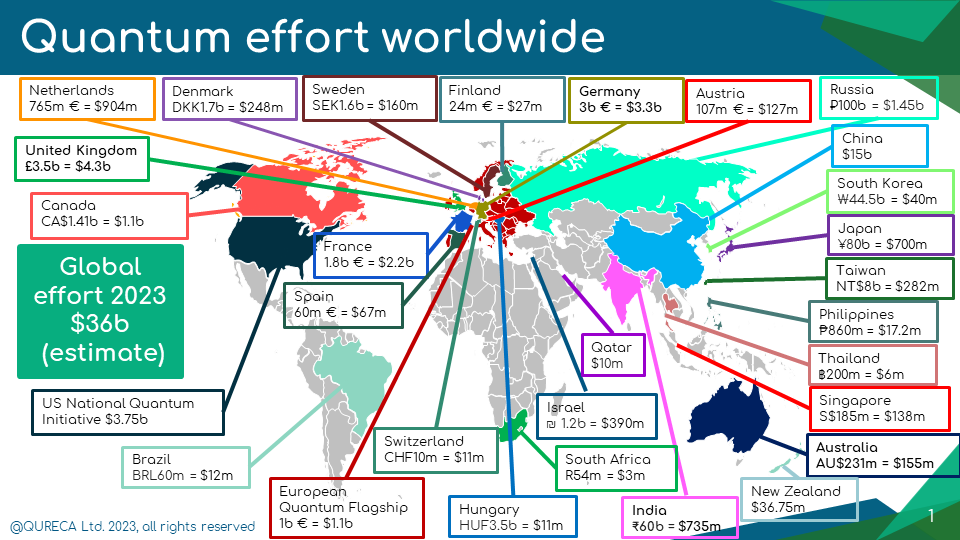 Quantum effort worldwide
Netherlands
765m € = $904m
Denmark
DKK1.7b = $248m
Sweden
SEK1.6b = $160m
Finland
24m € = $27m
Germany
3b € = $3.3b
Austria
107m € = $127m
Russia
₽100b = $1.45b
United Kingdom
£3.5b = $4.3b
China
$15b
South Korea
₩44.5b = $40m
Canada
CA$1.41b = $1.1b
Japan
¥80b = $700m
France
1.8b € = $2.2b
Global
effort 2023
$36b
(estimate)
Taiwan
NT$8b = $282m
Spain
60m € = $67m
Philippines
₱860m = $17.2m
Qatar
$10m
Thailand
฿200m = $6m
US National Quantum
Initiative $3.75b
Israel
₪ 1.2b = $390m
Singapore
S$185m = $138m
Switzerland
CHF10m = $11m
Australia
AU$231m = $155m
Brazil
BRL60m = $12m
South Africa
R54m = $3m
European
Quantum Flagship
1b € = $1.1b
New Zealand
$36.75m
Hungary
HUF3.5b = $11m
India
₹60b = $735m
@QURECA Ltd. 2023, all rights reserved
1